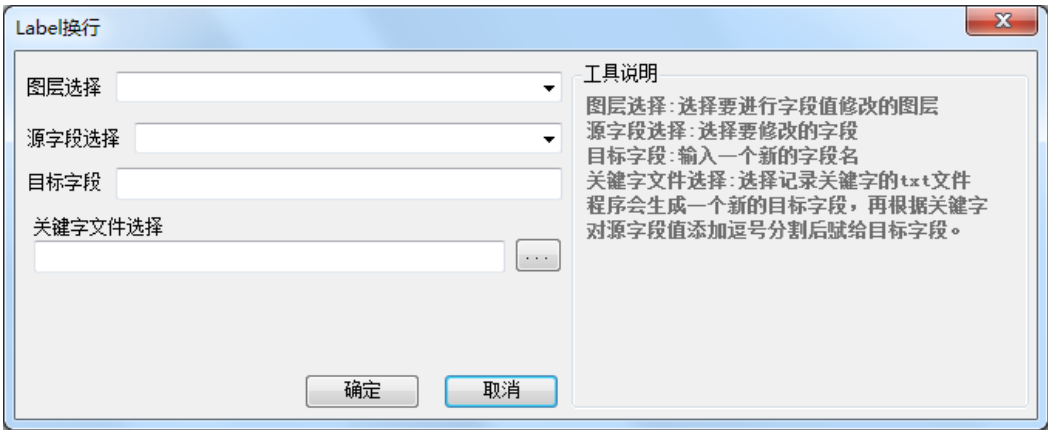 Label换行
图层选择
源字段选择
目标字段
关键字文件选择
...
确定
取消
工具说明
图层选择:选择要进行字段值修改的图层
源字段选择:选择要修改的字段
目标字段:输入一个新的字段名
关键字文件选择:选择记录关键字的txt文件
程序会生成一个新的目标字段，再根据关键字
对源字段值添加逗号分割后赋给目标字段。